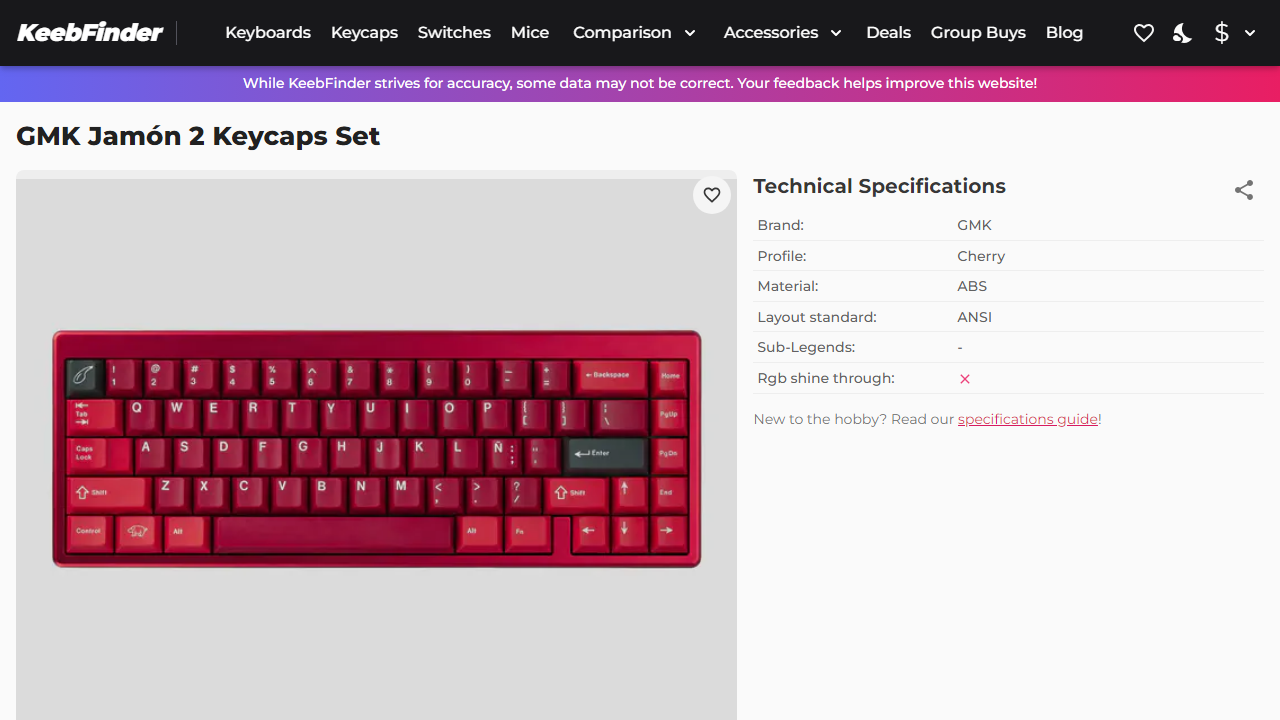 KeebFinder
Keyboards Keycaps Switches Mice Comparison Accessories Deals Group Buys Blog
While KeebFinder strives for accuracy, some data may not be correct. Your feedback helps improve this website!
GMK Jamón 2 Keycaps Set
Technical Specifications
Brand: GMK
Profile: Cherry
Material: ABS
Layout standard: ANSI
Sub-Legends: -
Rgb shine through:
New to the hobby? Read our specifications guide!
! @ # $ % ^ & * ( ) — +
1 2 3 4 5 6 7 8 9 0 - = ← Backspace Home
Tab Q W E R T Y U I O P { [ } ] | \ PgUp
Caps Lock A S D F G H J K L Ñ : ; " ' Enter PgDn
Shift Z X C V B N M < , > . ? / Shift ↑ End
Control Alt Alt Fn ← ↓ →